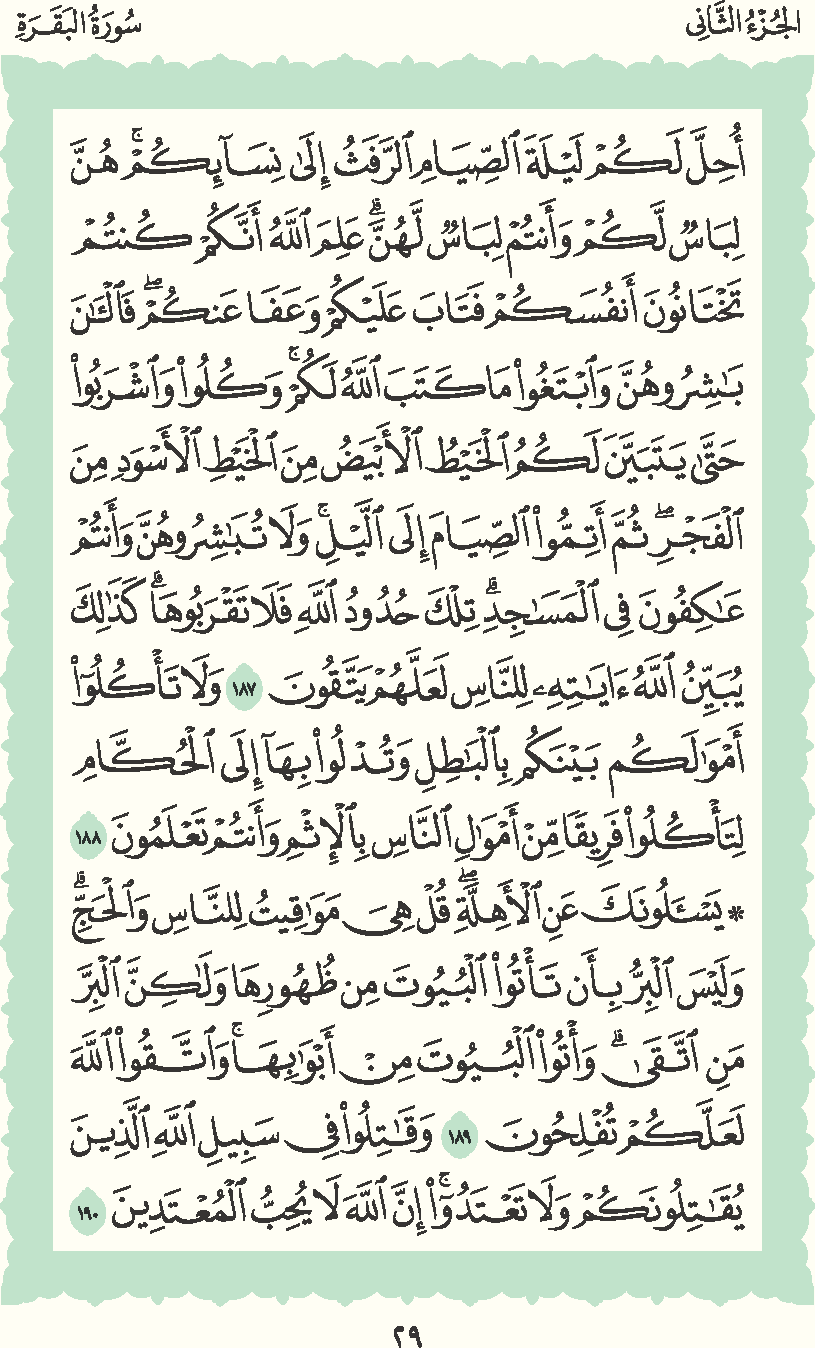 الجُزْءُ الثَّانِي
سُورَةُ البَقَرَةِ
أُحِلَّ لَكُمْ لَيْلَةَ ٱلصِّيَامِ ٱلرَّفَثُ إِلَىٰ نِسَآئِكُمْ ۚ هُنَّ
لِبَاسٌ لَّكُمْ وَأَنتُمْ لِبَاسٌ لَّهُنَّ ۗ عَلِمَ ٱللَّهُ أَنَّكُمْ كُنتُمْ
تَخْتَانُونَ أَنفُسَكُمْ فَتَابَ عَلَيْكُمْ وَعَفَا عَنكُمْ ۖ فَٱلْـَٰٔنَ
بَـٰشِرُوهُنَّ وَٱبْتَغُوا۟ مَا كَتَبَ ٱللَّهُ لَكُمْ ۚ وَكُلُوا۟ وَٱشْرَبُوا۟
حَتَّىٰ يَتَبَيَّنَ لَكُمُ ٱلْخَيْطُ ٱلْأَبْيَضُ مِنَ ٱلْخَيْطِ ٱلْأَسْوَدِ مِنَ
ٱلْفَجْرِ ۖ ثُمَّ أَتِمُّوا۟ ٱلصِّيَامَ إِلَى ٱلَّيْلِ ۚ وَلَا تُبَـٰشِرُوهُنَّ وَأَنتُمْ
عَـٰكِفُونَ فِى ٱلْمَسَـٰجِدِ ۗ تِلْكَ حُدُودُ ٱللَّهِ فَلَا تَقْرَبُوهَا ۗ كَذَٰلِكَ
يُبَيِّنُ ٱللَّهُ ءَايَـٰتِهِۦ لِلنَّاسِ لَعَلَّهُمْ يَتَّقُونَ ١٨٧ وَلَا تَأْكُلُوٓا۟
أَمْوَٰلَكُم بَيْنَكُم بِٱلْبَـٰطِلِ وَتُدْلُوا۟ بِهَآ إِلَى ٱلْحُكَّامِ
لِتَأْكُلُوا۟ فَرِيقًا مِّنْ أَمْوَٰلِ ٱلنَّاسِ بِٱلْإِثْمِ وَأَنتُمْ تَعْلَمُونَ ١٨٨
* يَسْـَٔلُونَكَ عَنِ ٱلْأَهِلَّةِ ۖ قُلْ هِىَ مَوَٰقِيتُ لِلنَّاسِ وَٱلْحَجِّ ۗ
وَلَيْسَ ٱلْبِرُّ بِأَن تَأْتُوا۟ ٱلْبُيُوتَ مِن ظُهُورِهَا وَلَـٰكِنَّ ٱلْبِرَّ
مَنِ ٱتَّقَىٰ ۗ وَأْتُوا۟ ٱلْبُيُوتَ مِنْ أَبْوَٰبِهَا ۚ وَٱتَّقُوا۟ ٱللَّهَ
لَعَلَّكُمْ تُفْلِحُونَ ١٨٩ وَقَـٰتِلُوا۟ فِى سَبِيلِ ٱللَّهِ ٱلَّذِينَ
يُقَـٰتِلُونَكُمْ وَلَا تَعْتَدُوٓا۟ ۚ إِنَّ ٱللَّهَ لَا يُحِبُّ ٱلْمُعْتَدِينَ ١٩٠
٢٩